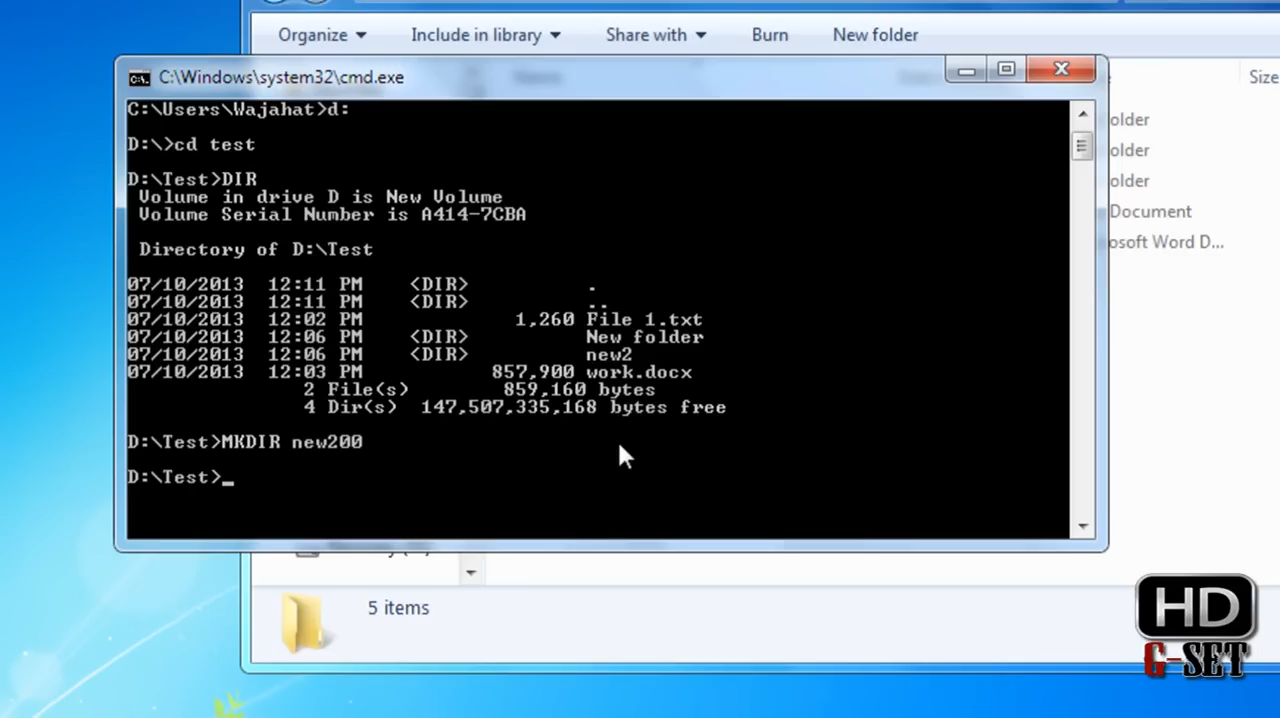 Organize Include in library Share with Burn New folder
C:\Windows\system32\cmd.exe
Size
C:\Users\Wajahat>d:
D:\>cd test
D:\Test>DIR
Volume in drive D is New Volume
Volume Serial Number is A414-7CBA
Directory of D:\Test
07/10/2013 12:11 PM <DIR> .
07/10/2013 12:11 PM <DIR> ..
07/10/2013 12:02 PM 1,260 File 1.txt
07/10/2013 12:06 PM <DIR> New folder
07/10/2013 12:06 PM <DIR> new2
07/10/2013 12:03 PM 857,900 work.docx
2 File(s) 859,160 bytes
4 Dir(s) 147,507,335,168 bytes free
D:\Test>MKDIR new200
D:\Test>_
older
older
older
Document
osoft Word D...
5 items
HD
G-SET